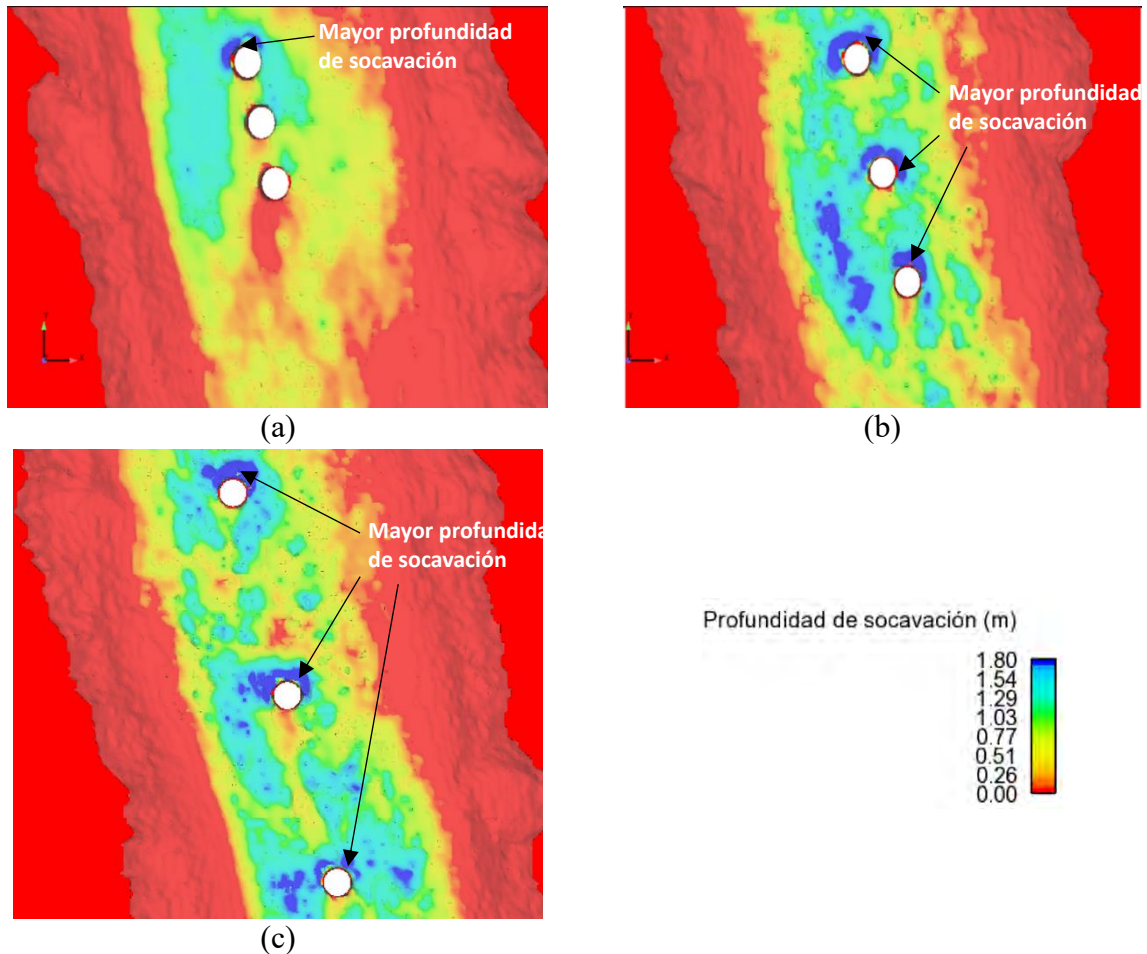 Mayor profundidad
de socavación
Mayor profundidad
de socavación
(a)
(b)
Mayor profundida
de socavación
Profundidad de socavación (m)
1.80
1.54
1.29
1.03
0.77
0.51
0.26
0.00
(c)